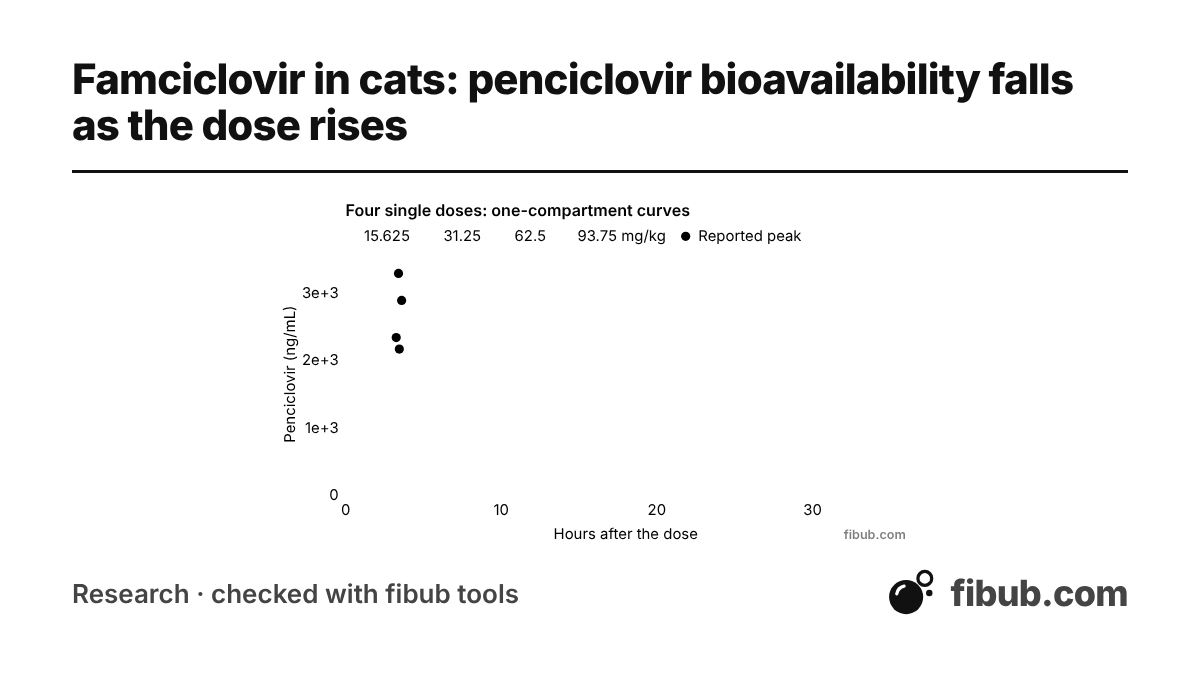 Famciclovir in cats: penciclovir bioavailability falls
as the dose rises
Four single doses: one-compartment curves
15.625 31.25 62.5 93.75 mg/kg Reported peak
Penciclovir (ng/mL)
3e+3
2e+3
1e+3
0
0 10 20 30
Hours after the dose
fibub.com
Research · checked with fibub tools
fibub.com